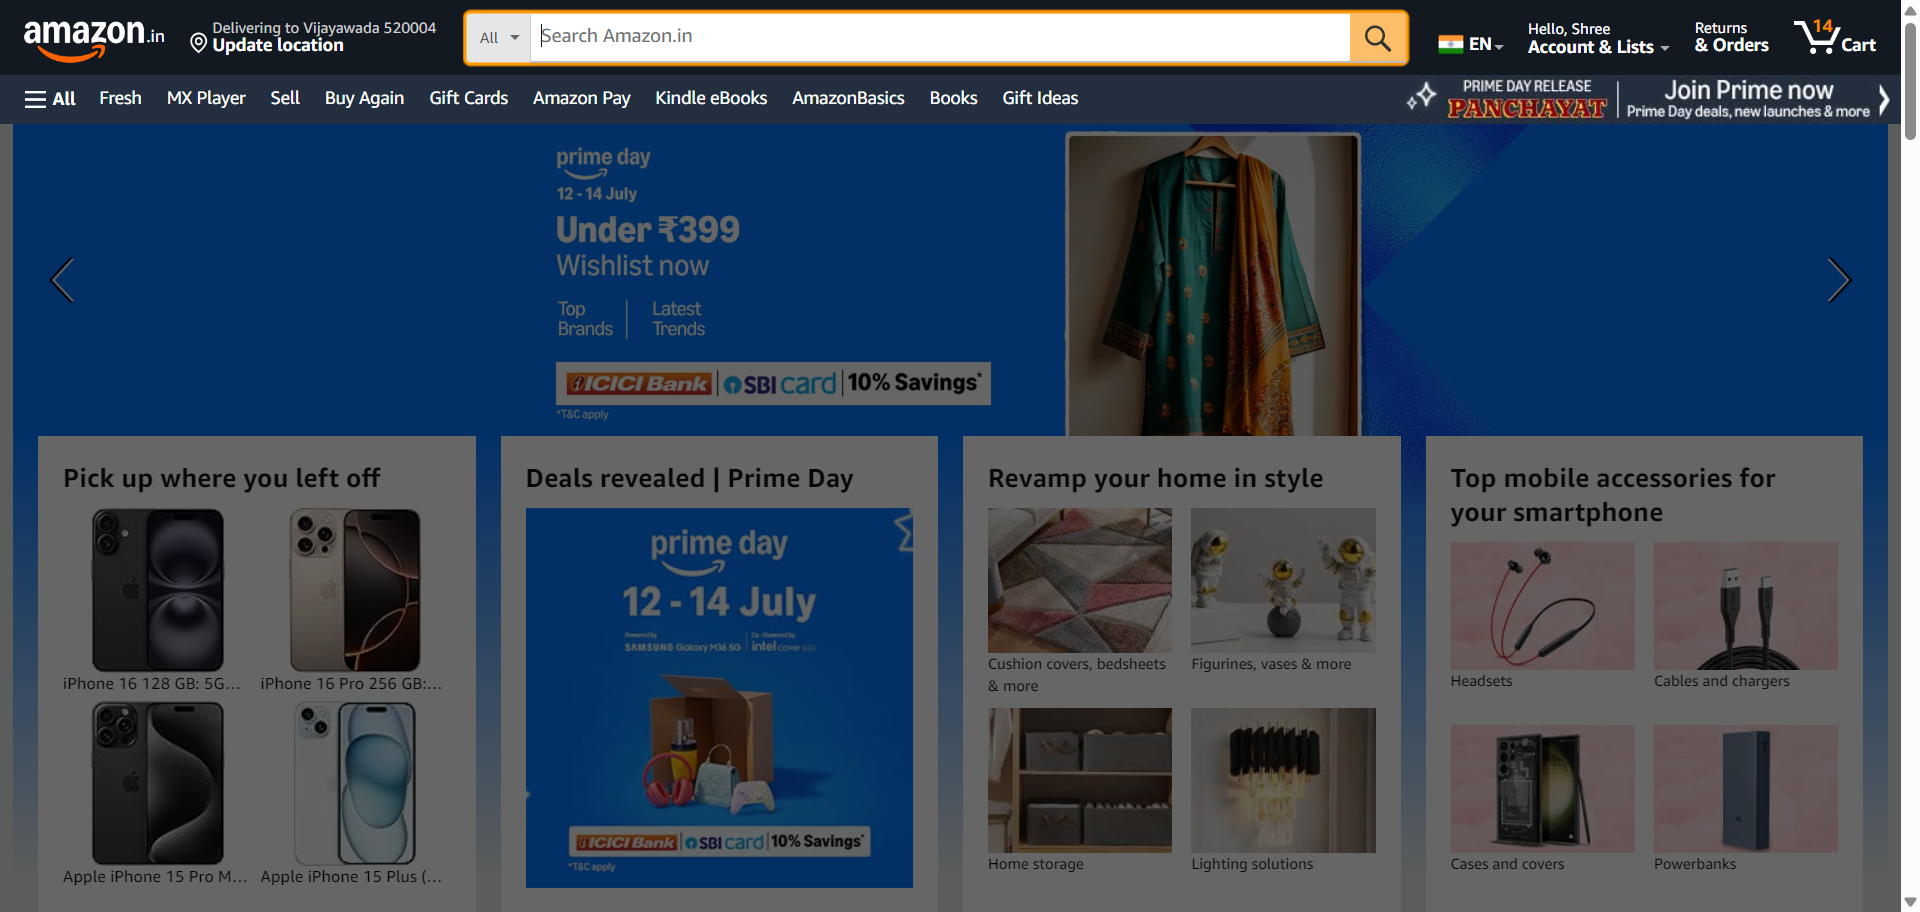 amazon.in
Delivering to Vijayawada 520004
Update location
All
Search Amazon.in
EN
Hello, Shree
Account & Lists
Returns
& Orders
14
Cart
All
Fresh
MX Player
Sell
Buy Again
Gift Cards
Amazon Pay
Kindle eBooks
AmazonBasics
Books
Gift Ideas
PRIME DAY RELEASE
PANCHAYAT
Join Prime now
Prime Day deals, new launches & more
prime day
12 - 14 July
Under ₹399
Wishlist now
Top
Brands
Latest
Trends
ICICI Bank
SBI card
10% Savings*
*T&C apply
Pick up where you left off
iPhone 16 128 GB: 5G...
iPhone 16 Pro 256 GB:...
Apple iPhone 15 Pro M...
Apple iPhone 15 Plus (...
Deals revealed | Prime Day
prime day
12 - 14 July
Powered by
SAMSUNG Galaxy M36 5G
Co-Powered by
intel core
ICICI Bank
SBI card
10% Savings*
*T&C apply
Revamp your home in style
Cushion covers, bedsheets
& more
Figurines, vases & more
Home storage
Lighting solutions
Top mobile accessories for
your smartphone
Headsets
Cables and chargers
Cases and covers
Powerbanks